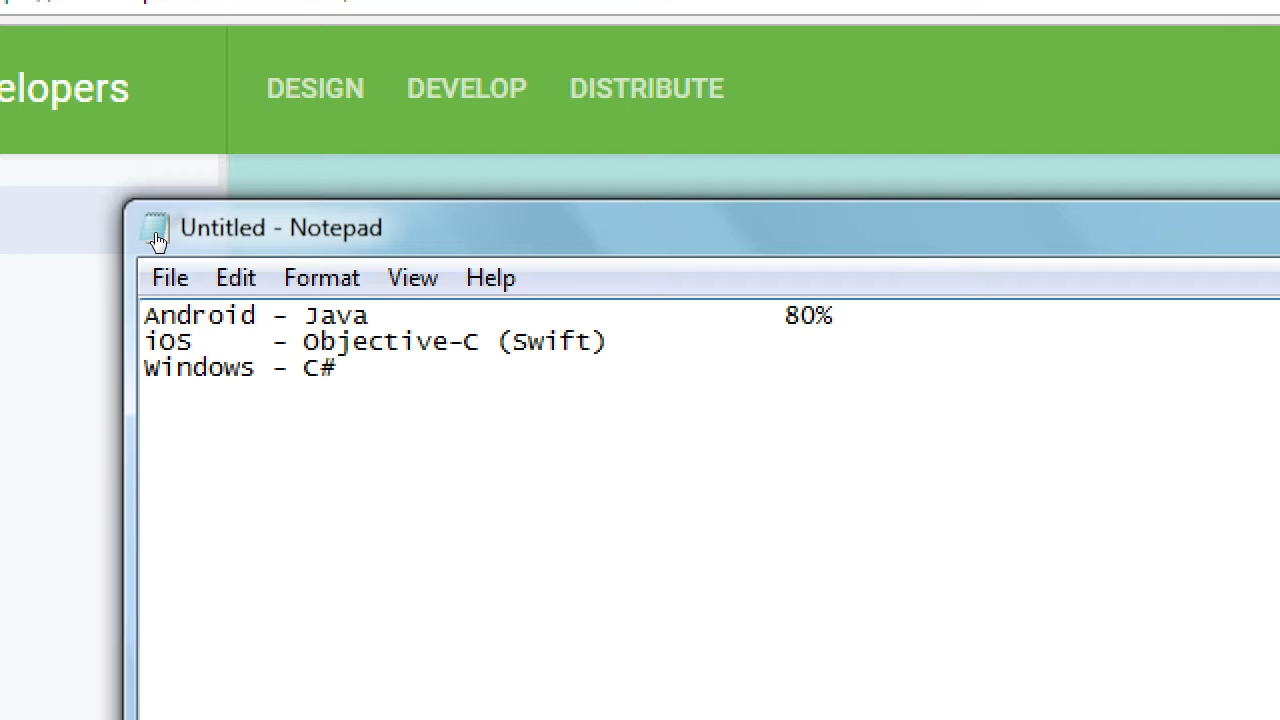 elopers DESIGN DEVELOP DISTRIBUTE
Untitled - Notepad
File Edit Format View Help
Android - Java 80%
iOS - Objective-C (Swift)
Windows - C#